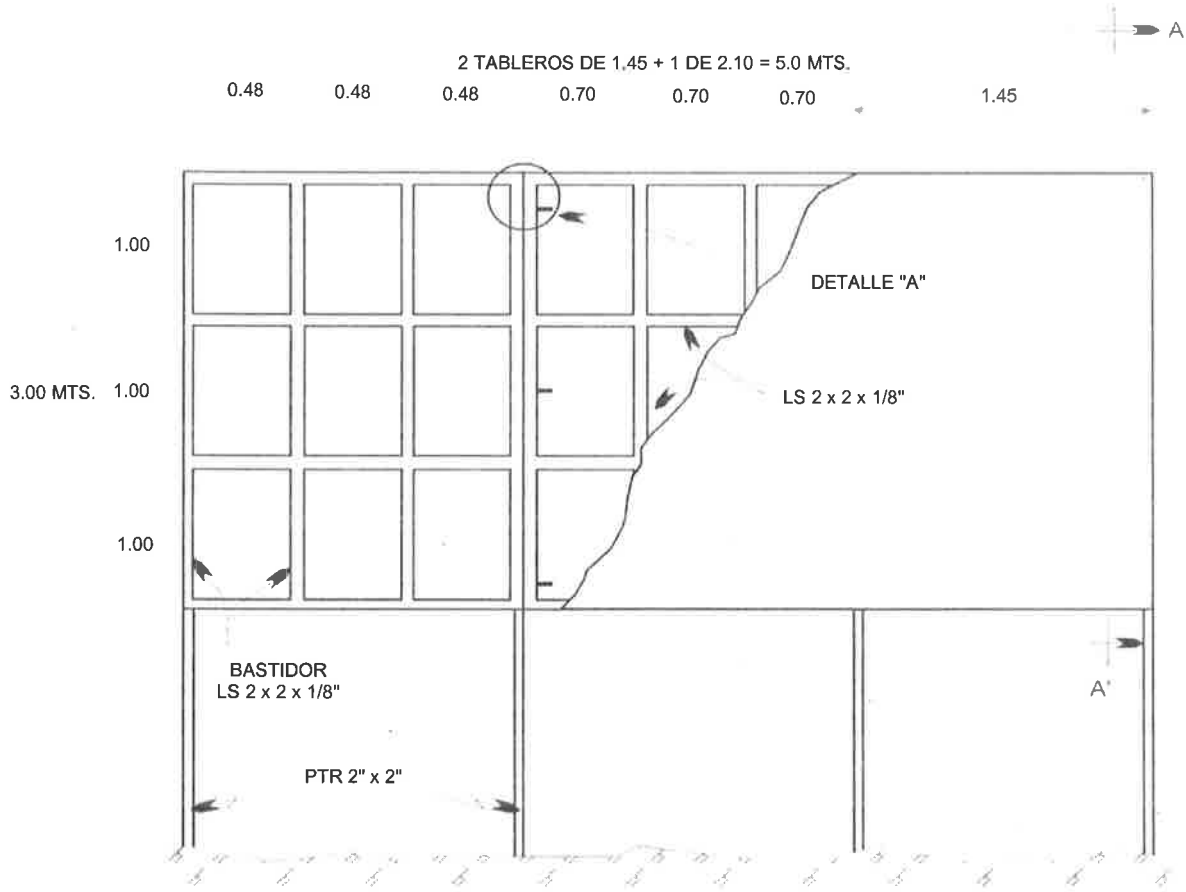 A
2 TABLEROS DE 1.45 + 1 DE 2.10 = 5.0 MTS.
0.48 0.48 0.48 0.70 0.70 0.70 1.45
1.00
DETALLE "A"
3.00 MTS. 1.00
LS 2 x 2 x 1/8"
1.00
BASTIDOR
LS 2 x 2 x 1/8"
A'
PTR 2" x 2"